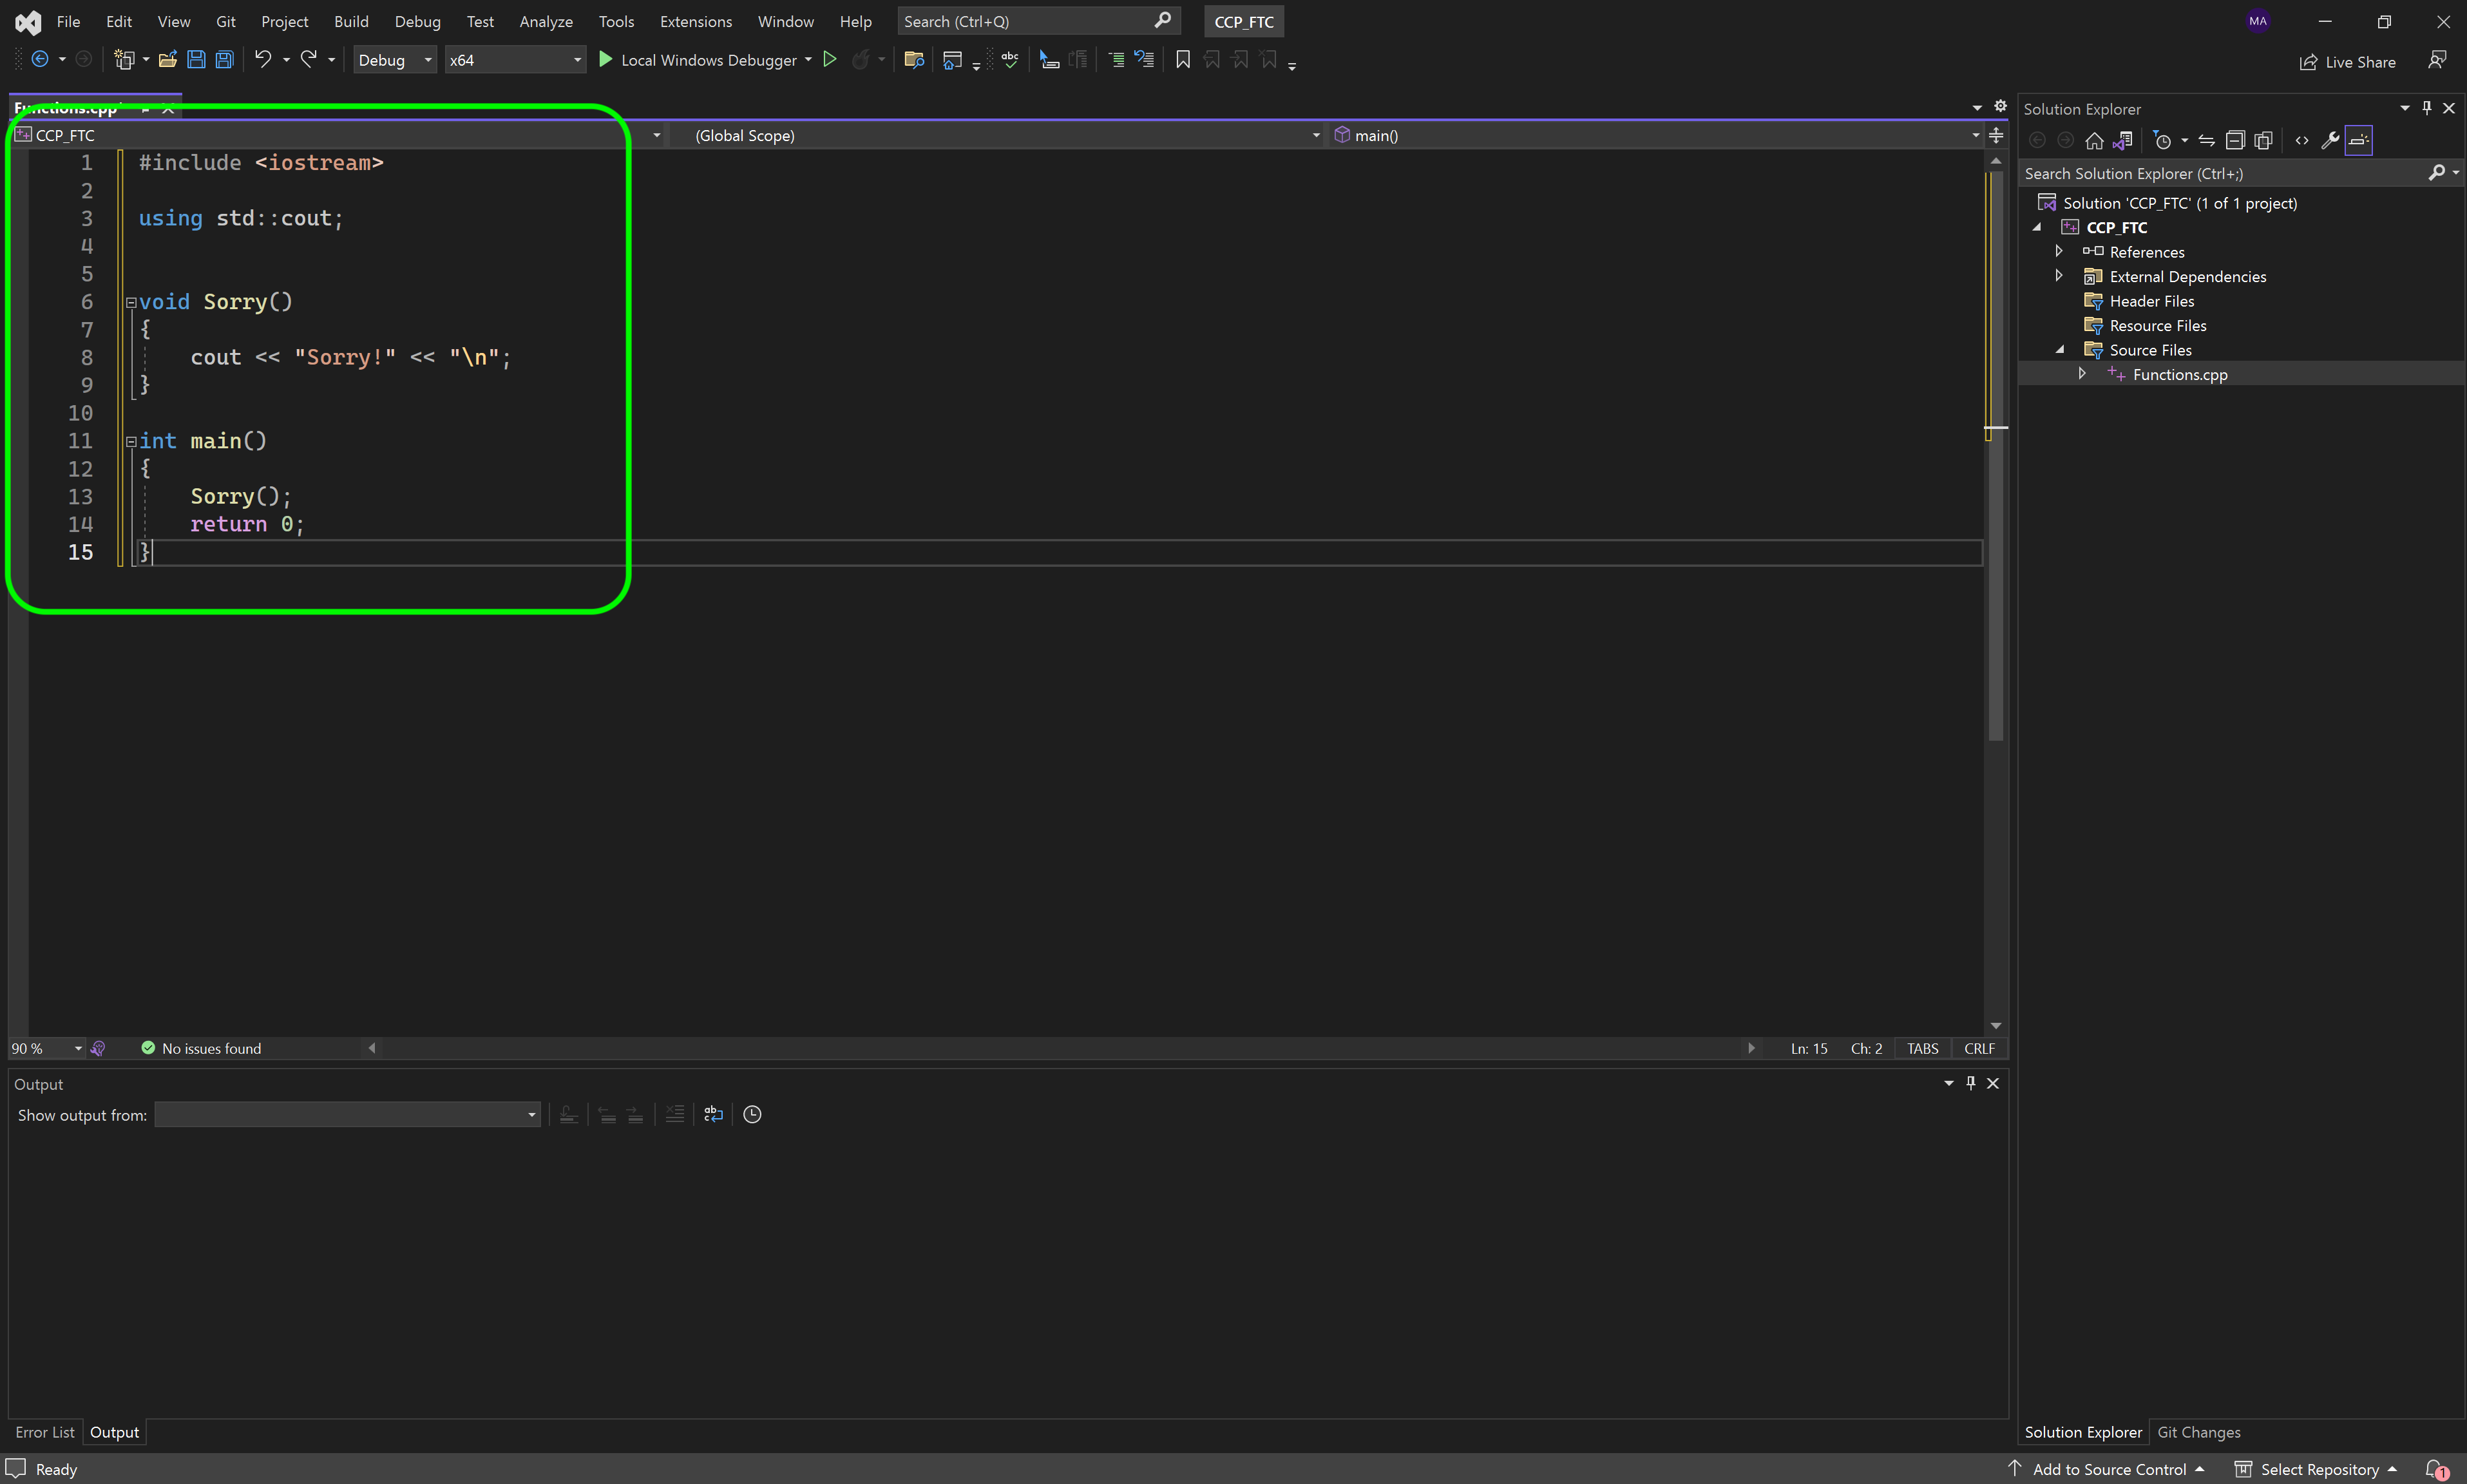 File Edit View Git Project Build Debug Test Analyze Tools Extensions Window Help Search (Ctrl+Q) CCP_FTC MA
Debug x64 Local Windows Debugger abc Live Share
Functions.cpp*
CCP_FTC (Global Scope) main()
1 #include <iostream>
2
3 using std::cout;
4
5
6 void Sorry()
7 {
8 cout << "Sorry!" << "\n";
9 }
10
11 int main()
12 {
13 Sorry();
14 return 0;
15 }
90 % No issues found Ln: 15 Ch: 2 TABS CRLF
Output
Show output from:
Error List Output
Solution Explorer
Search Solution Explorer (Ctrl+;)
Solution 'CCP_FTC' (1 of 1 project)
CCP_FTC
References
External Dependencies
Header Files
Resource Files
Source Files
Functions.cpp
Solution Explorer Git Changes
Ready Add to Source Control Select Repository 1